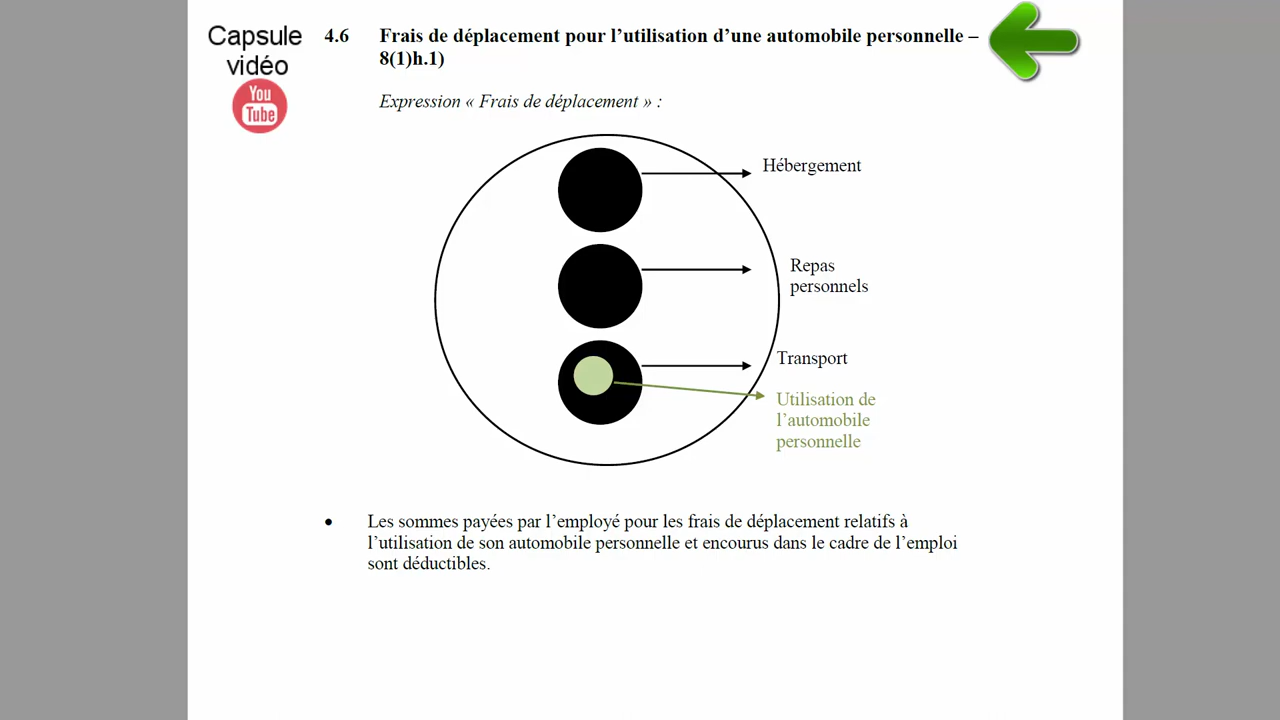 Capsule
vidéo
You
Tube
4.6 Frais de déplacement pour l’utilisation d’une automobile personnelle –
8(1)h.1)
Expression « Frais de déplacement » :
Hébergement
Repas
personnels
Transport
Utilisation de
l’automobile
personnelle
• Les sommes payées par l’employé pour les frais de déplacement relatifs à
l’utilisation de son automobile personnelle et encourus dans le cadre de l’emploi
sont déductibles.